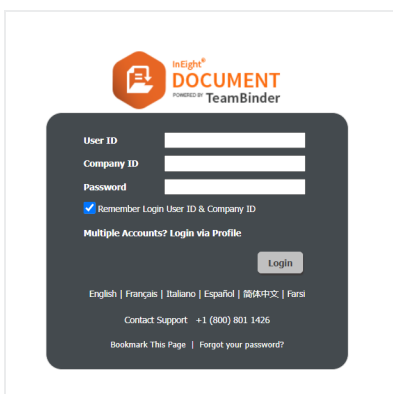 InEight®
DOCUMENT
POWERED BY TeamBinder
User ID
Company ID
Password
Remember Login User ID & Company ID
Multiple Accounts? Login via Profile
Login
English | Français | Italiano | Español | 简体中文 | Farsi
Contact Support +1 (800) 801 1426
Bookmark This Page | Forgot your password?